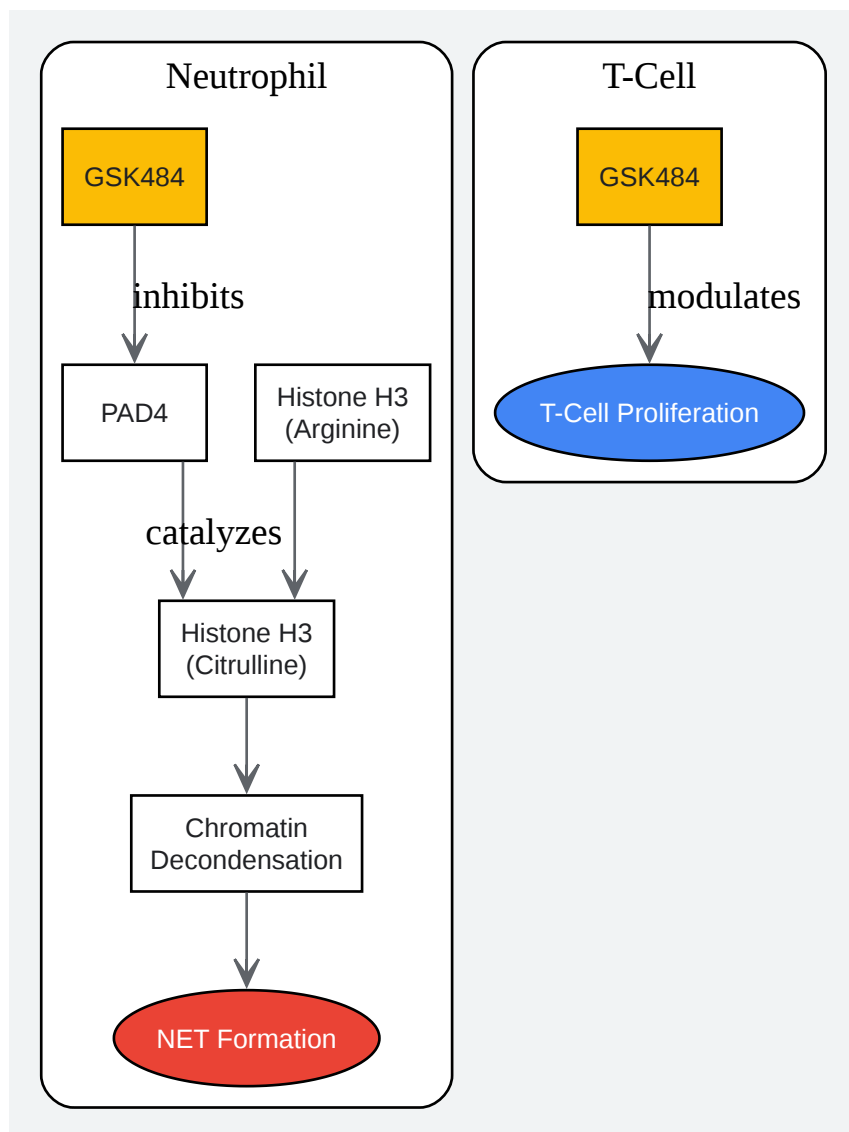 Neutrophil
GSK484
inhibits
PAD4
Histone H3
(Arginine)
catalyzes
Histone H3
(Citrulline)
Chromatin
Decondensation
NET Formation
T-Cell
GSK484
modulates
T-Cell Proliferation